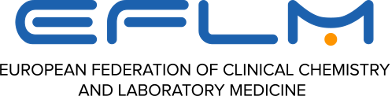 EFLM
EUROPEAN FEDERATION OF CLINICAL CHEMISTRY
AND LABORATORY MEDICINE